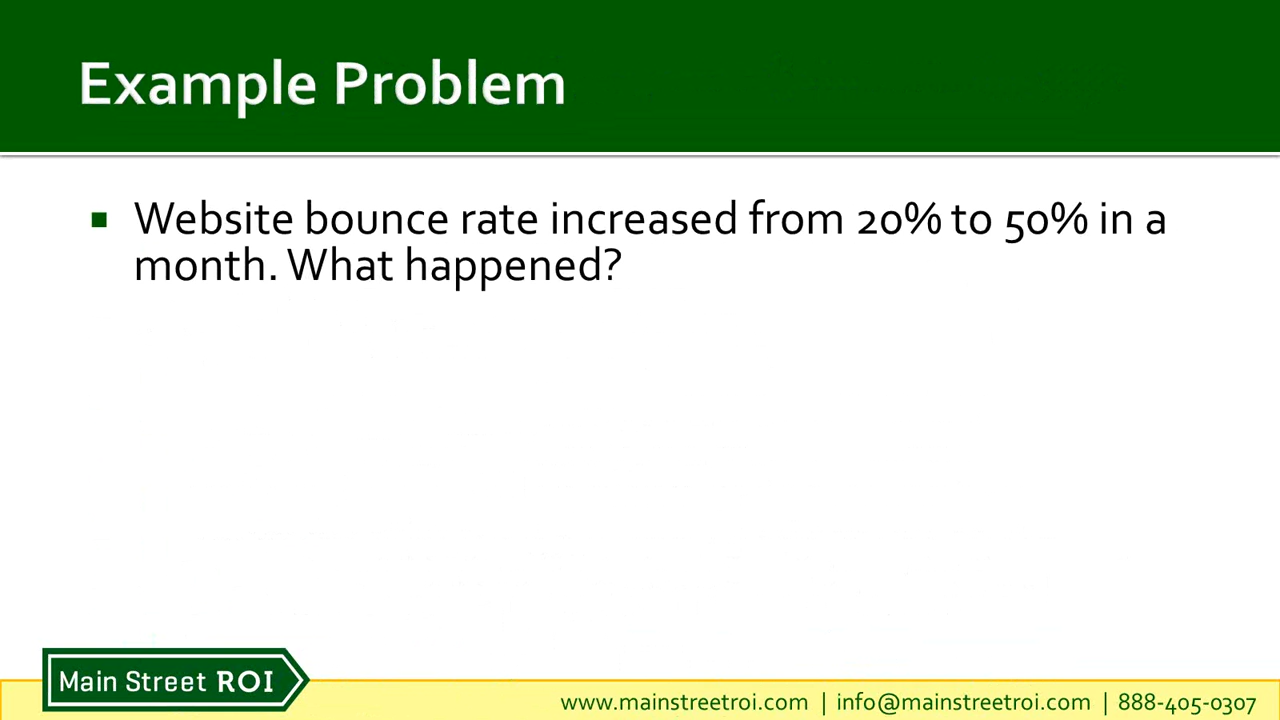 Example Problem
Website bounce rate increased from 20% to 50% in a
month. What happened?
Main Street ROI
www.mainstreetroi.com | info@mainstreetroi.com | 888-405-0307